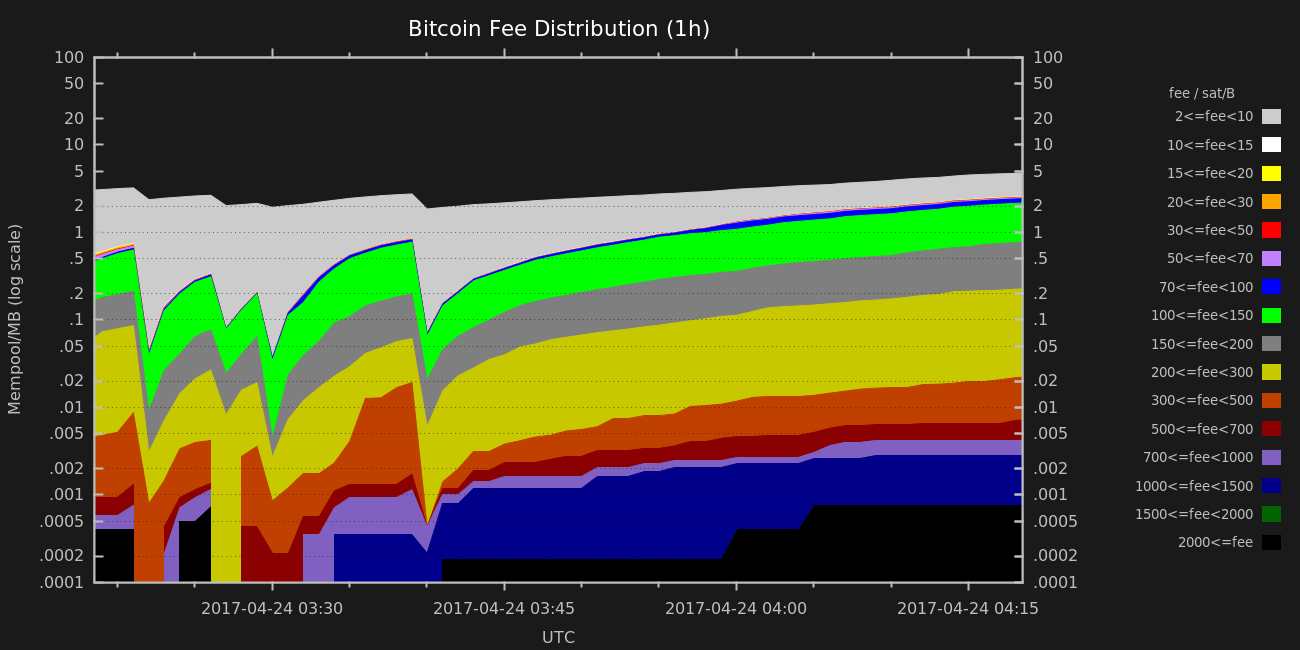 Bitcoin Fee Distribution (1h)
Mempool/MB (log scale)
100
50
20
10
5
2
1
.5
.2
.1
.05
.02
.01
.005
.002
.001
.0005
.0002
.0001
100
50
20
10
5
2
1
.5
.2
.1
.05
.02
.01
.005
.002
.001
.0005
.0002
.0001
2017-04-24 03:30
2017-04-24 03:45
2017-04-24 04:00
2017-04-24 04:15
UTC
fee / sat/B
2<=fee<10
10<=fee<15
15<=fee<20
20<=fee<30
30<=fee<50
50<=fee<70
70<=fee<100
100<=fee<150
150<=fee<200
200<=fee<300
300<=fee<500
500<=fee<700
700<=fee<1000
1000<=fee<1500
1500<=fee<2000
2000<=fee